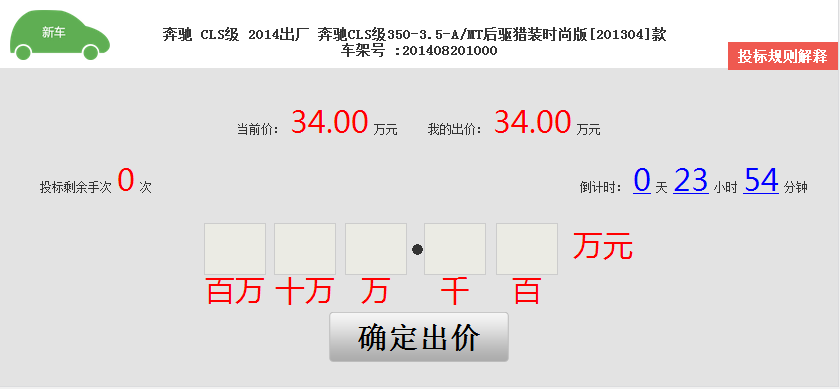 新车
奔驰 CLS级 2014出厂 奔驰CLS级350-3.5-A/MT后驱猎装时尚版[201304]款
车架号 :201408201000
投标规则解释
当前价： 34.00 万元 我的出价： 34.00 万元
投标剩余手次 0 次 倒计时： 0 天 23 小时 54 分钟
万元
百万 十万 万 千 百
确定出价